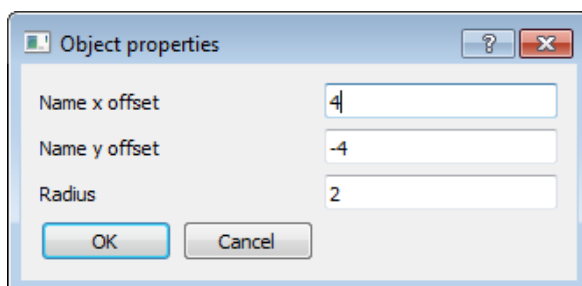 Object properties
Name x offset 4
Name y offset -4
Radius 2
OK Cancel